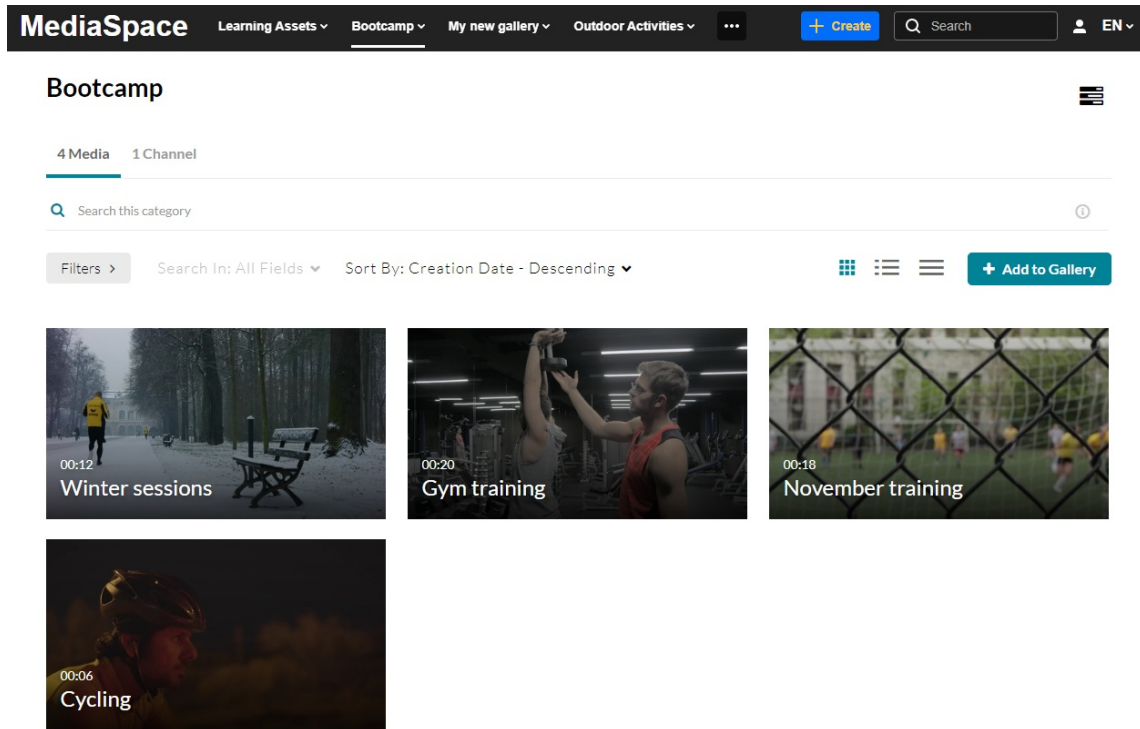 MediaSpace Learning Assets Bootcamp My new gallery Outdoor Activities ... + Create Search EN
Bootcamp
4 Media 1 Channel
Search this category
Filters > Search In: All Fields Sort By: Creation Date - Descending + Add to Gallery
00:12
Winter sessions
00:20
Gym training
00:18
November training
00:06
Cycling